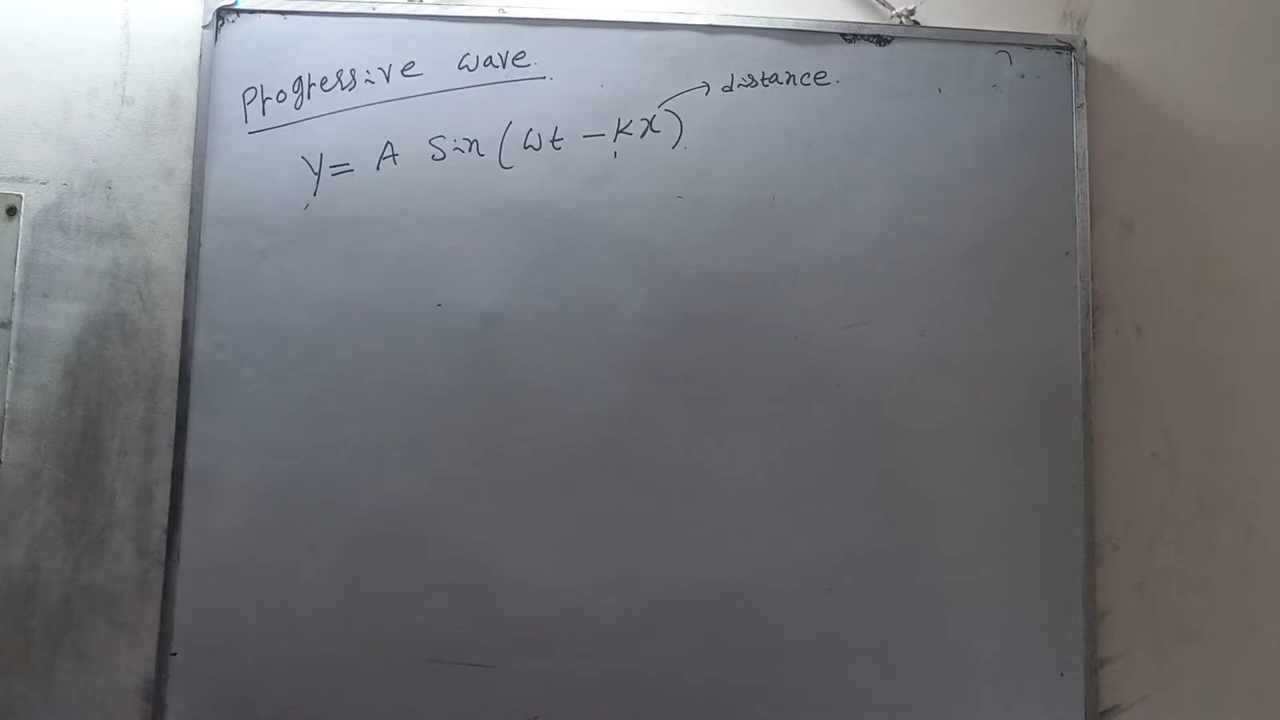 Progressive wave.
→ distance.
y = A Sin (ωt - kx)